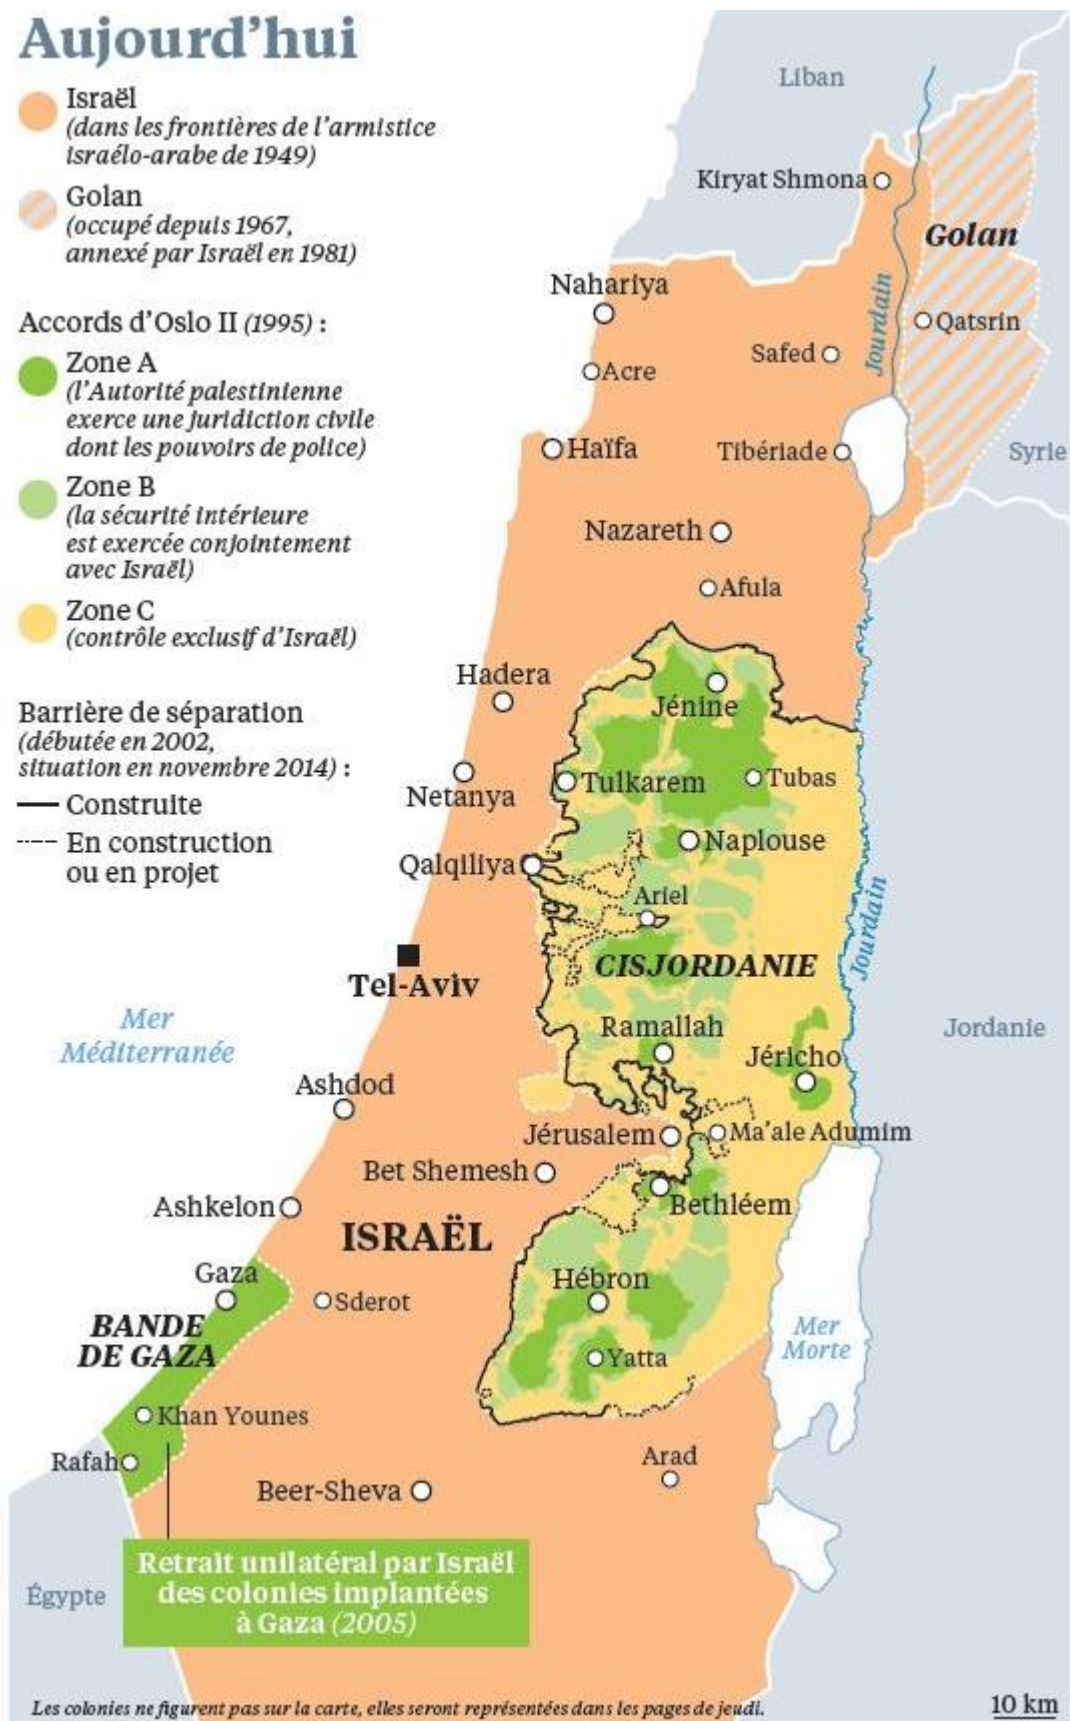 Aujourd'hui
Israël
(dans les frontières de l'armistice
israélo-arabe de 1949)
Golan
(occupé depuis 1967,
annexé par Israël en 1981)
Accords d'Oslo II (1995) :
Zone A
(l'Autorité palestinienne
exerce une juridiction civile
dont les pouvoirs de police)
Zone B
(la sécurité intérieure
est exercée conjointement
avec Israël)
Zone C
(contrôle exclusif d'Israël)
Barrière de séparation
(débutée en 2002,
situation en novembre 2014) :
Construite
En construction
ou en projet
Liban
Kiryat Shmona
Golan
Nahariya
Jourdain
Qatsrin
Safed
Acre
Haïfa
Tibériade
Syrie
Nazareth
Afula
Hadera
Jénine
Netanya
Tulkarem
Tubas
Naplouse
Qalqiliya
Ariel
Jourdain
CISJORDANIE
Tel-Aviv
Mer
Méditerranée
Ramallah
Jordanie
Jéricho
Ashdod
Jérusalem
Ma'ale Adumim
Bet Shemesh
Bethléem
Ashkelon
ISRAËL
Gaza
Hébron
Sderot
BANDE
DE GAZA
Mer
Morte
Yatta
Khan Younes
Rafah
Arad
Beer-Sheva
Retrait unilatéral par Israël
des colonies implantées
à Gaza (2005)
Égypte
Les colonies ne figurent pas sur la carte, elles seront représentées dans les pages de jeudi.
10 km